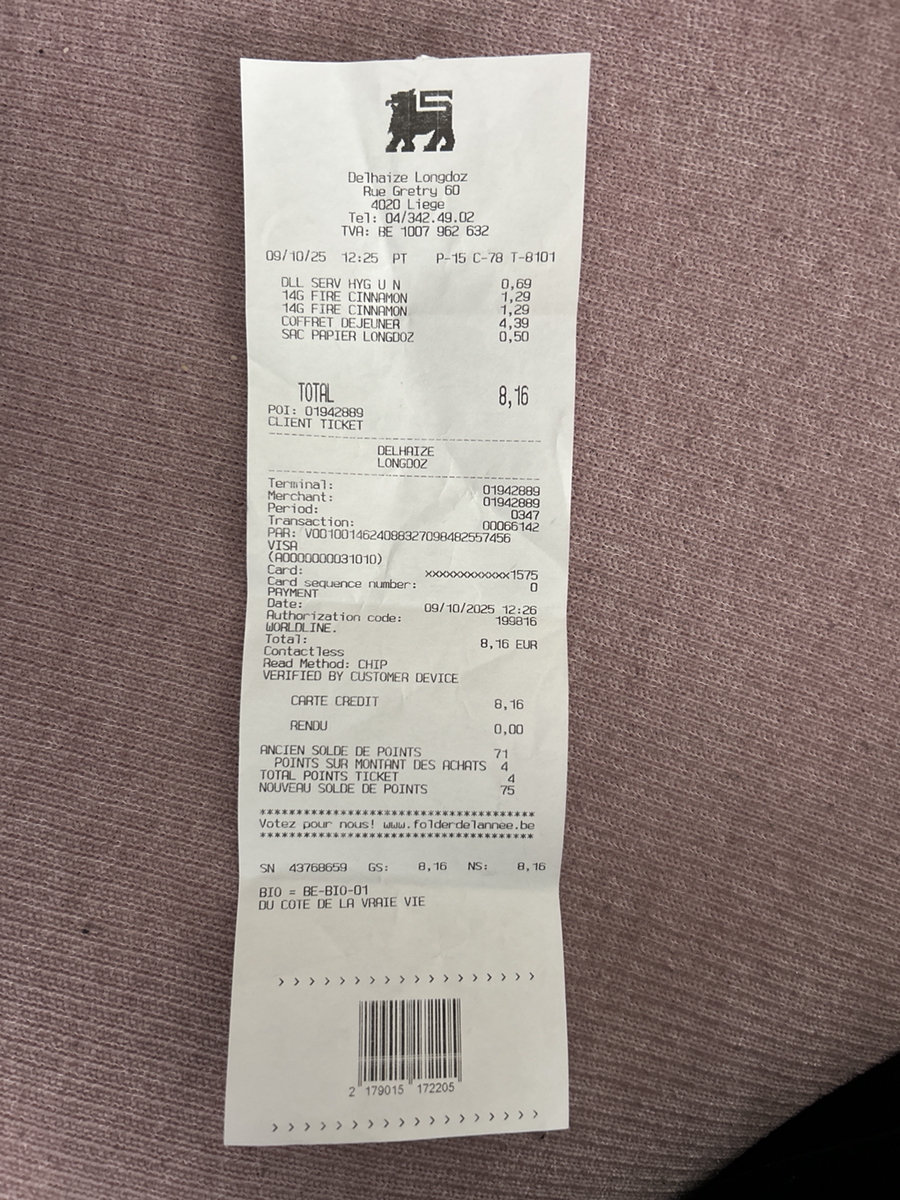 Delhaize Longdoz
Rue Gretry 60
4020 Liege
Tel: 04/342.49.02
TVA: BE 1007 962 632
09/10/25 12:25 PT P-15 C-78 T-8101
DLL SERV HYG U N 0,69
14G FIRE CINNAMON 1,29
14G FIRE CINNAMON 1,29
COFFRET DEJEUNER 4,39
SAC PAPIER LONGDOZ 0,50
TOTAL 8,16
POI: 01942889
CLIENT TICKET
--------------------------------
DELHAIZE
LONGDOZ
--------------------------------
Terminal: 01942889
Merchant: 01942889
Period: 0347
Transaction: 00066142
PAR: V0010014624088327098482557456
VISA
(A0000000031010)
Card: xxxxxxxxxxxx1575
Card sequence number: 0
PAYMENT
Date: 09/10/2025 12:26
Authorization code: 199816
WORLDLINE.
Total: 8,16 EUR
Contactless
Read Method: CHIP
VERIFIED BY CUSTOMER DEVICE
CARTE CREDIT 8,16
RENDU 0,00
ANCIEN SOLDE DE POINTS 71
POINTS SUR MONTANT DES ACHATS 4
TOTAL POINTS TICKET 4
NOUVEAU SOLDE DE POINTS 75
**************************************
Votez pour nous! www.folderdelannee.be
**************************************
SN 43768659 GS: 8,16 NS: 8,16
BIO = BE-BIO-01
DU COTE DE LA VRAIE VIE
> > > > > > > > > > > > > > > > >
2 179015 172205
> > > > > > > > > > > > > > > > > >